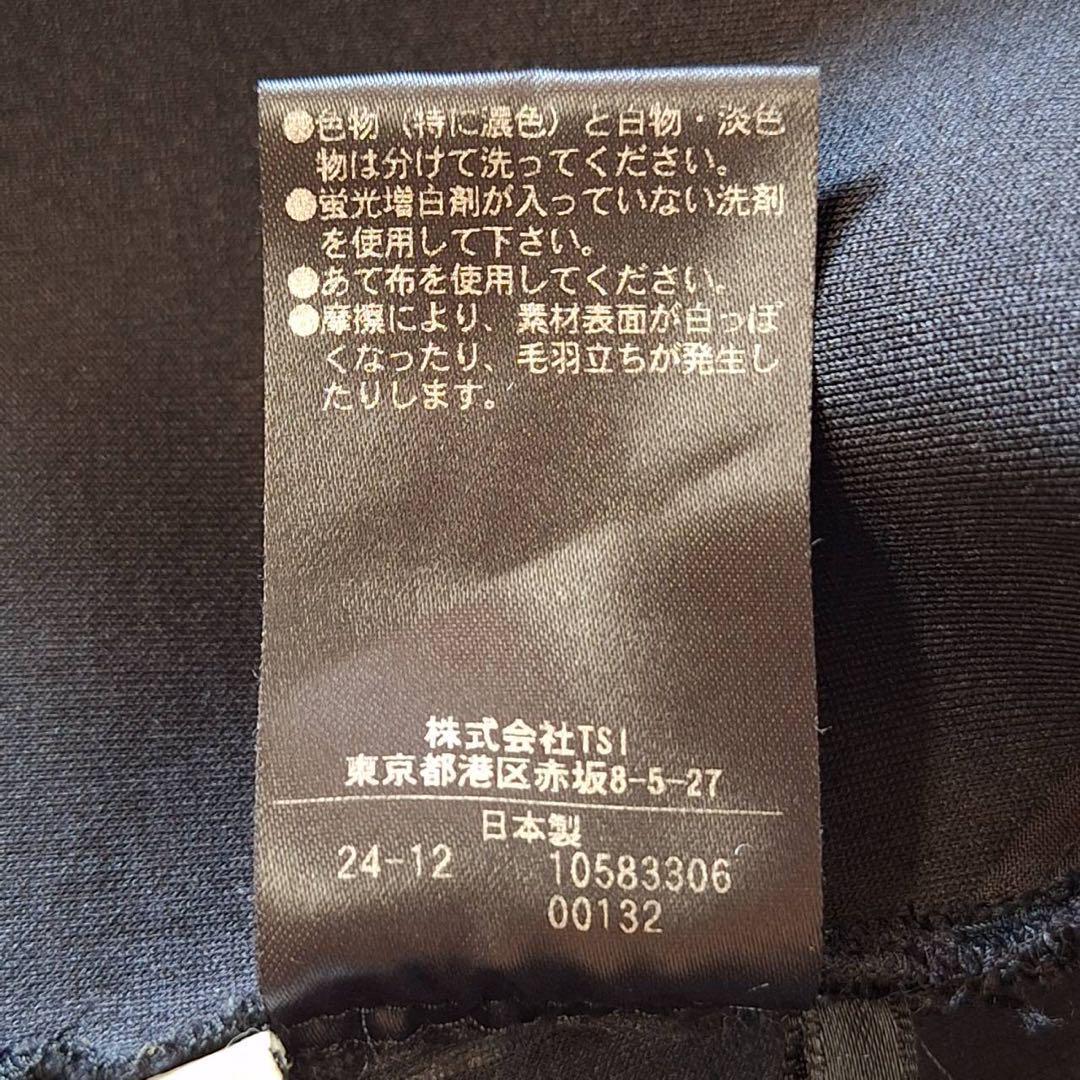 ●色物（特に濃色）と白物・淡色
物は分けて洗ってください。
●蛍光増白剤が入っていない洗剤
を使用して下さい。
●あて布を使用してください。
●摩擦により、素材表面が白っぽ
くなったり、毛羽立ちが発生し
たりします。
株式会社TSI
東京都港区赤坂8-5-27
日本製
24-12 10583306
00132